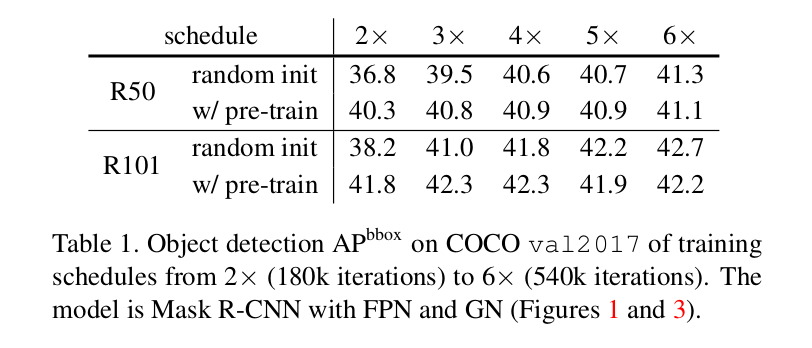 schedule 2× 3× 4× 5× 6×
R50 random init 36.8 39.5 40.6 40.7 41.3
w/ pre-train 40.3 40.8 40.9 40.9 41.1
R101 random init 38.2 41.0 41.8 42.2 42.7
w/ pre-train 41.8 42.3 42.3 41.9 42.2
Table 1. Object detection AP^bbox on COCO val2017 of training
schedules from 2× (180k iterations) to 6× (540k iterations). The
model is Mask R-CNN with FPN and GN (Figures 1 and 3).